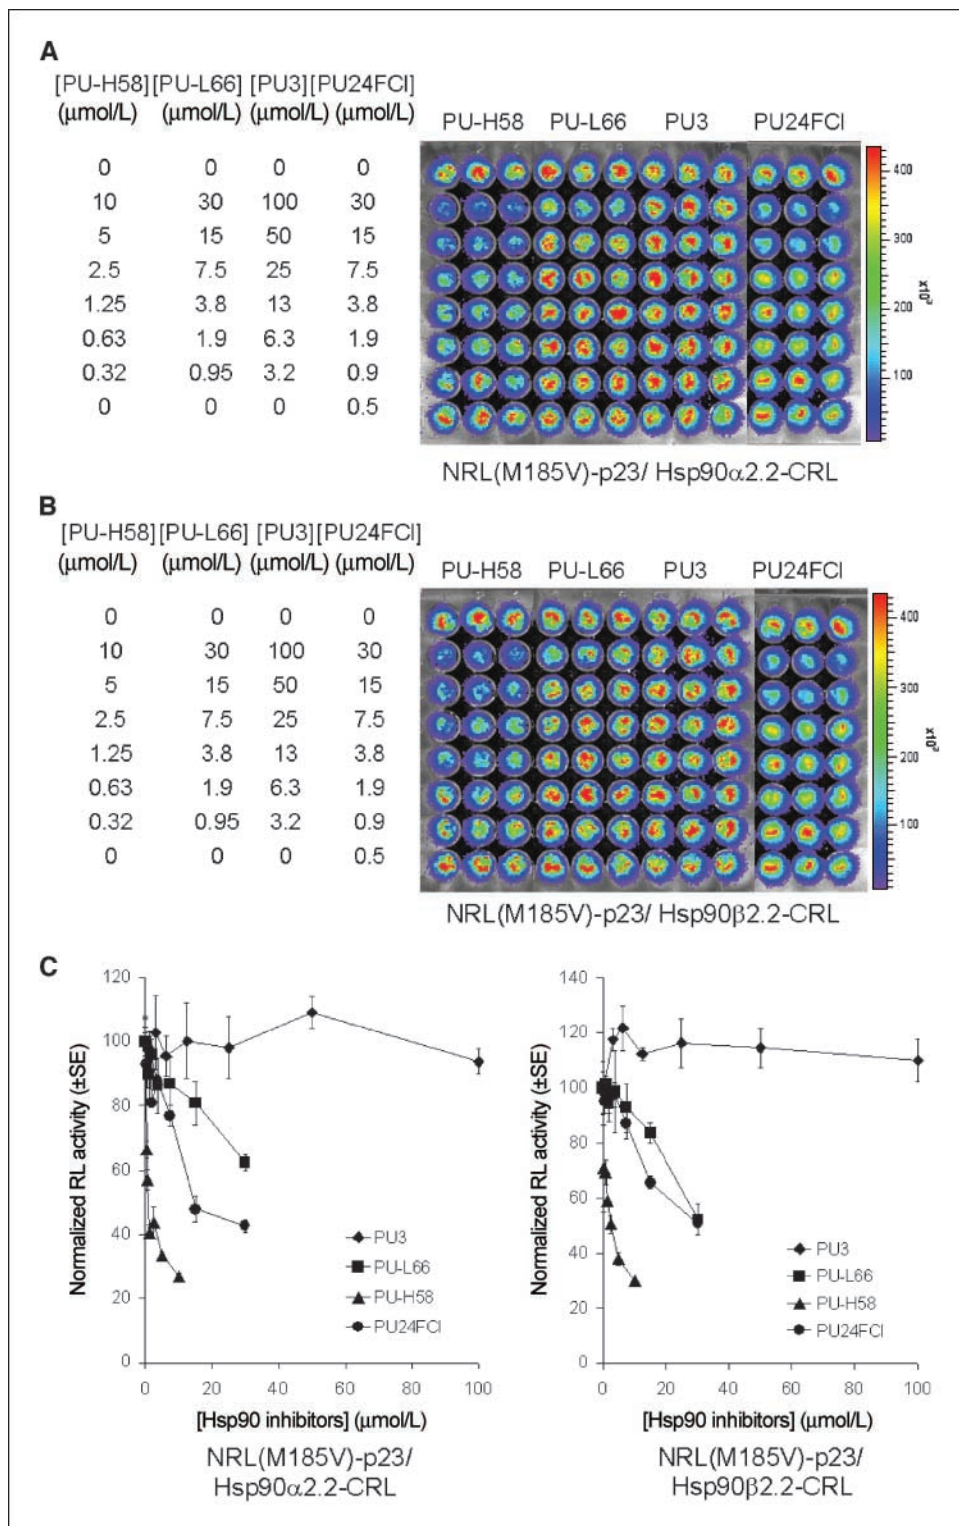 A
[PU-H58][PU-L66] [PU3][PU24FCl]
(μmol/L) (μmol/L) (μmol/L) (μmol/L)
PU-H58 PU-L66 PU3 PU24FCl
0 0 0 0
10 30 100 30
5 15 50 15
2.5 7.5 25 7.5
1.25 3.8 13 3.8
0.63 1.9 6.3 1.9
0.32 0.95 3.2 0.9
0 0 0 0.5
400
300
200
100
x10³
NRL(M185V)-p23/ Hsp90α2.2-CRL
B
[PU-H58][PU-L66] [PU3][PU24FCl]
(μmol/L) (μmol/L) (μmol/L) (μmol/L)
PU-H58 PU-L66 PU3 PU24FCl
0 0 0 0
10 30 100 30
5 15 50 15
2.5 7.5 25 7.5
1.25 3.8 13 3.8
0.63 1.9 6.3 1.9
0.32 0.95 3.2 0.9
0 0 0 0.5
400
300
200
100
x10³
NRL(M185V)-p23/ Hsp90β2.2-CRL
C
Normalized RL activity (±SE)
120
100
80
60
40
20
0
PU3
PU-L66
PU-H58
PU24FCl
0 20 40 60 80 100
[Hsp90 inhibitors] (μmol/L)
NRL(M185V)-p23/
Hsp90α2.2-CRL
Normalized RL activity (±SE)
140
120
100
80
60
40
20
0
PU3
PU-L66
PU-H58
PU24FCl
0 20 40 60 80 100
[Hsp90 inhibitors] (μmol/L)
NRL(M185V)-p23/
Hsp90β2.2-CRL